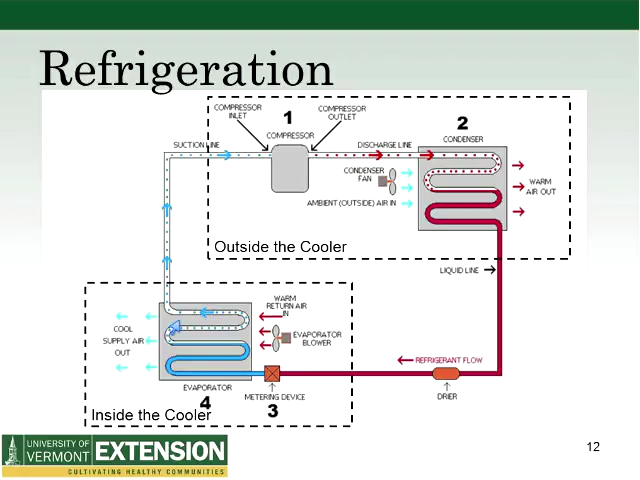 Refrigeration
COMPRESSOR
INLET
1
COMPRESSOR
OUTLET
2
COMPRESSOR
CONDENSER
SUCTION LINE
DISCHARGE LINE
CONDENSER
FAN
WARM
AIR OUT
AMBIENT (OUTSIDE) AIR IN
Outside the Cooler
LIQUID LINE
WARM
RETURN AIR
IN
COOL
SUPPLY AIR
OUT
EVAPORATOR
BLOWER
REFRIGERANT FLOW
EVAPORATOR
4
METERING DEVICE
3
DRIER
Inside the Cooler
UNIVERSITY OF
VERMONT
EXTENSION
CULTIVATING HEALTHY COMMUNITIES
12